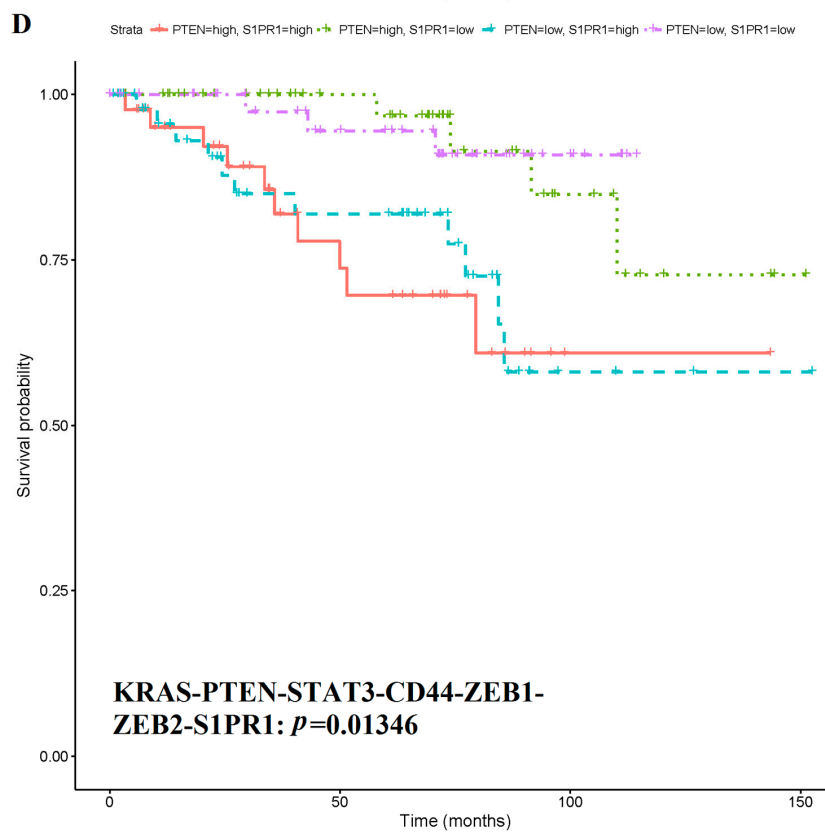 D
Strata PTEN=high, S1PR1=high PTEN=high, S1PR1=low PTEN=low, S1PR1=high PTEN=low, S1PR1=low
1.00
0.75
Survival probability
0.50
0.25
KRAS-PTEN-STAT3-CD44-ZEB1-
ZEB2-S1PR1: p=0.01346
0.00
0 50 100 150
Time (months)